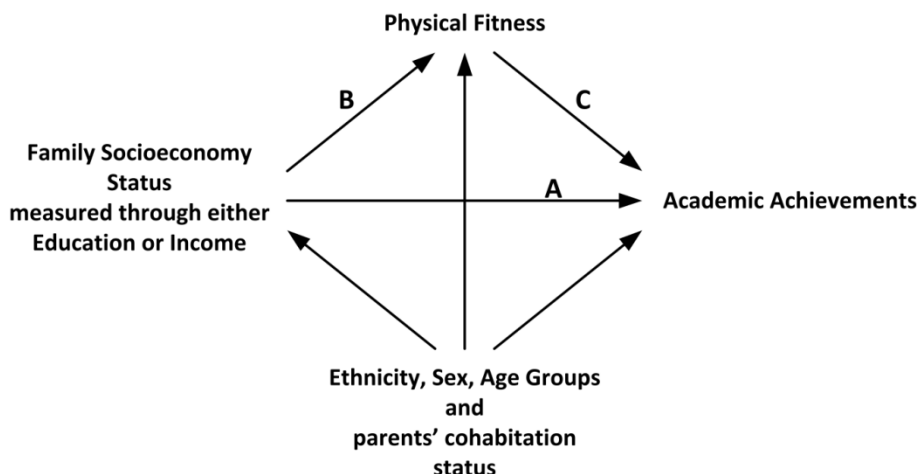 Physical Fitness
B
C
Family Socioeconomy
Status
measured through either
Education or Income
A
Academic Achievements
Ethnicity, Sex, Age Groups
and
parents' cohabitation
status